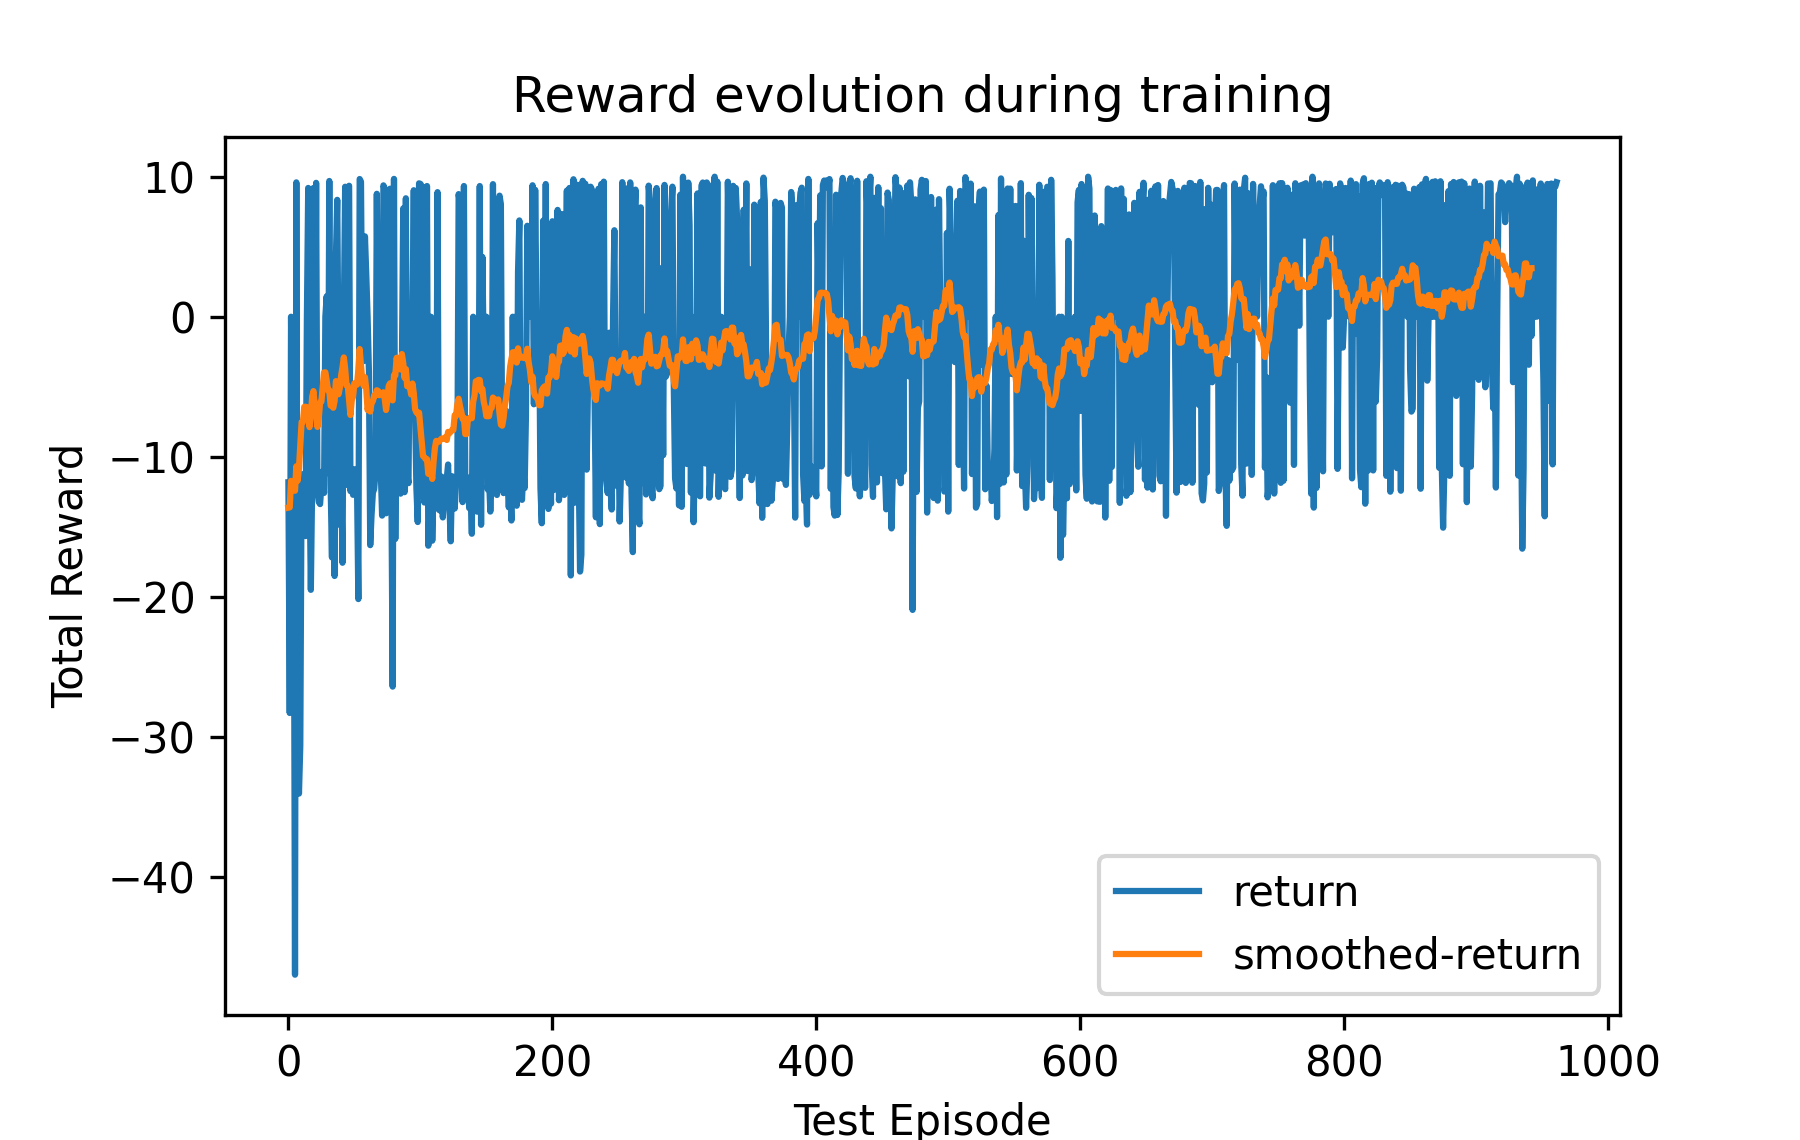 Reward evolution during training
10
0
−10
−20
−30
−40
Total Reward
return
smoothed-return
0 200 400 600 800 1000
Test Episode